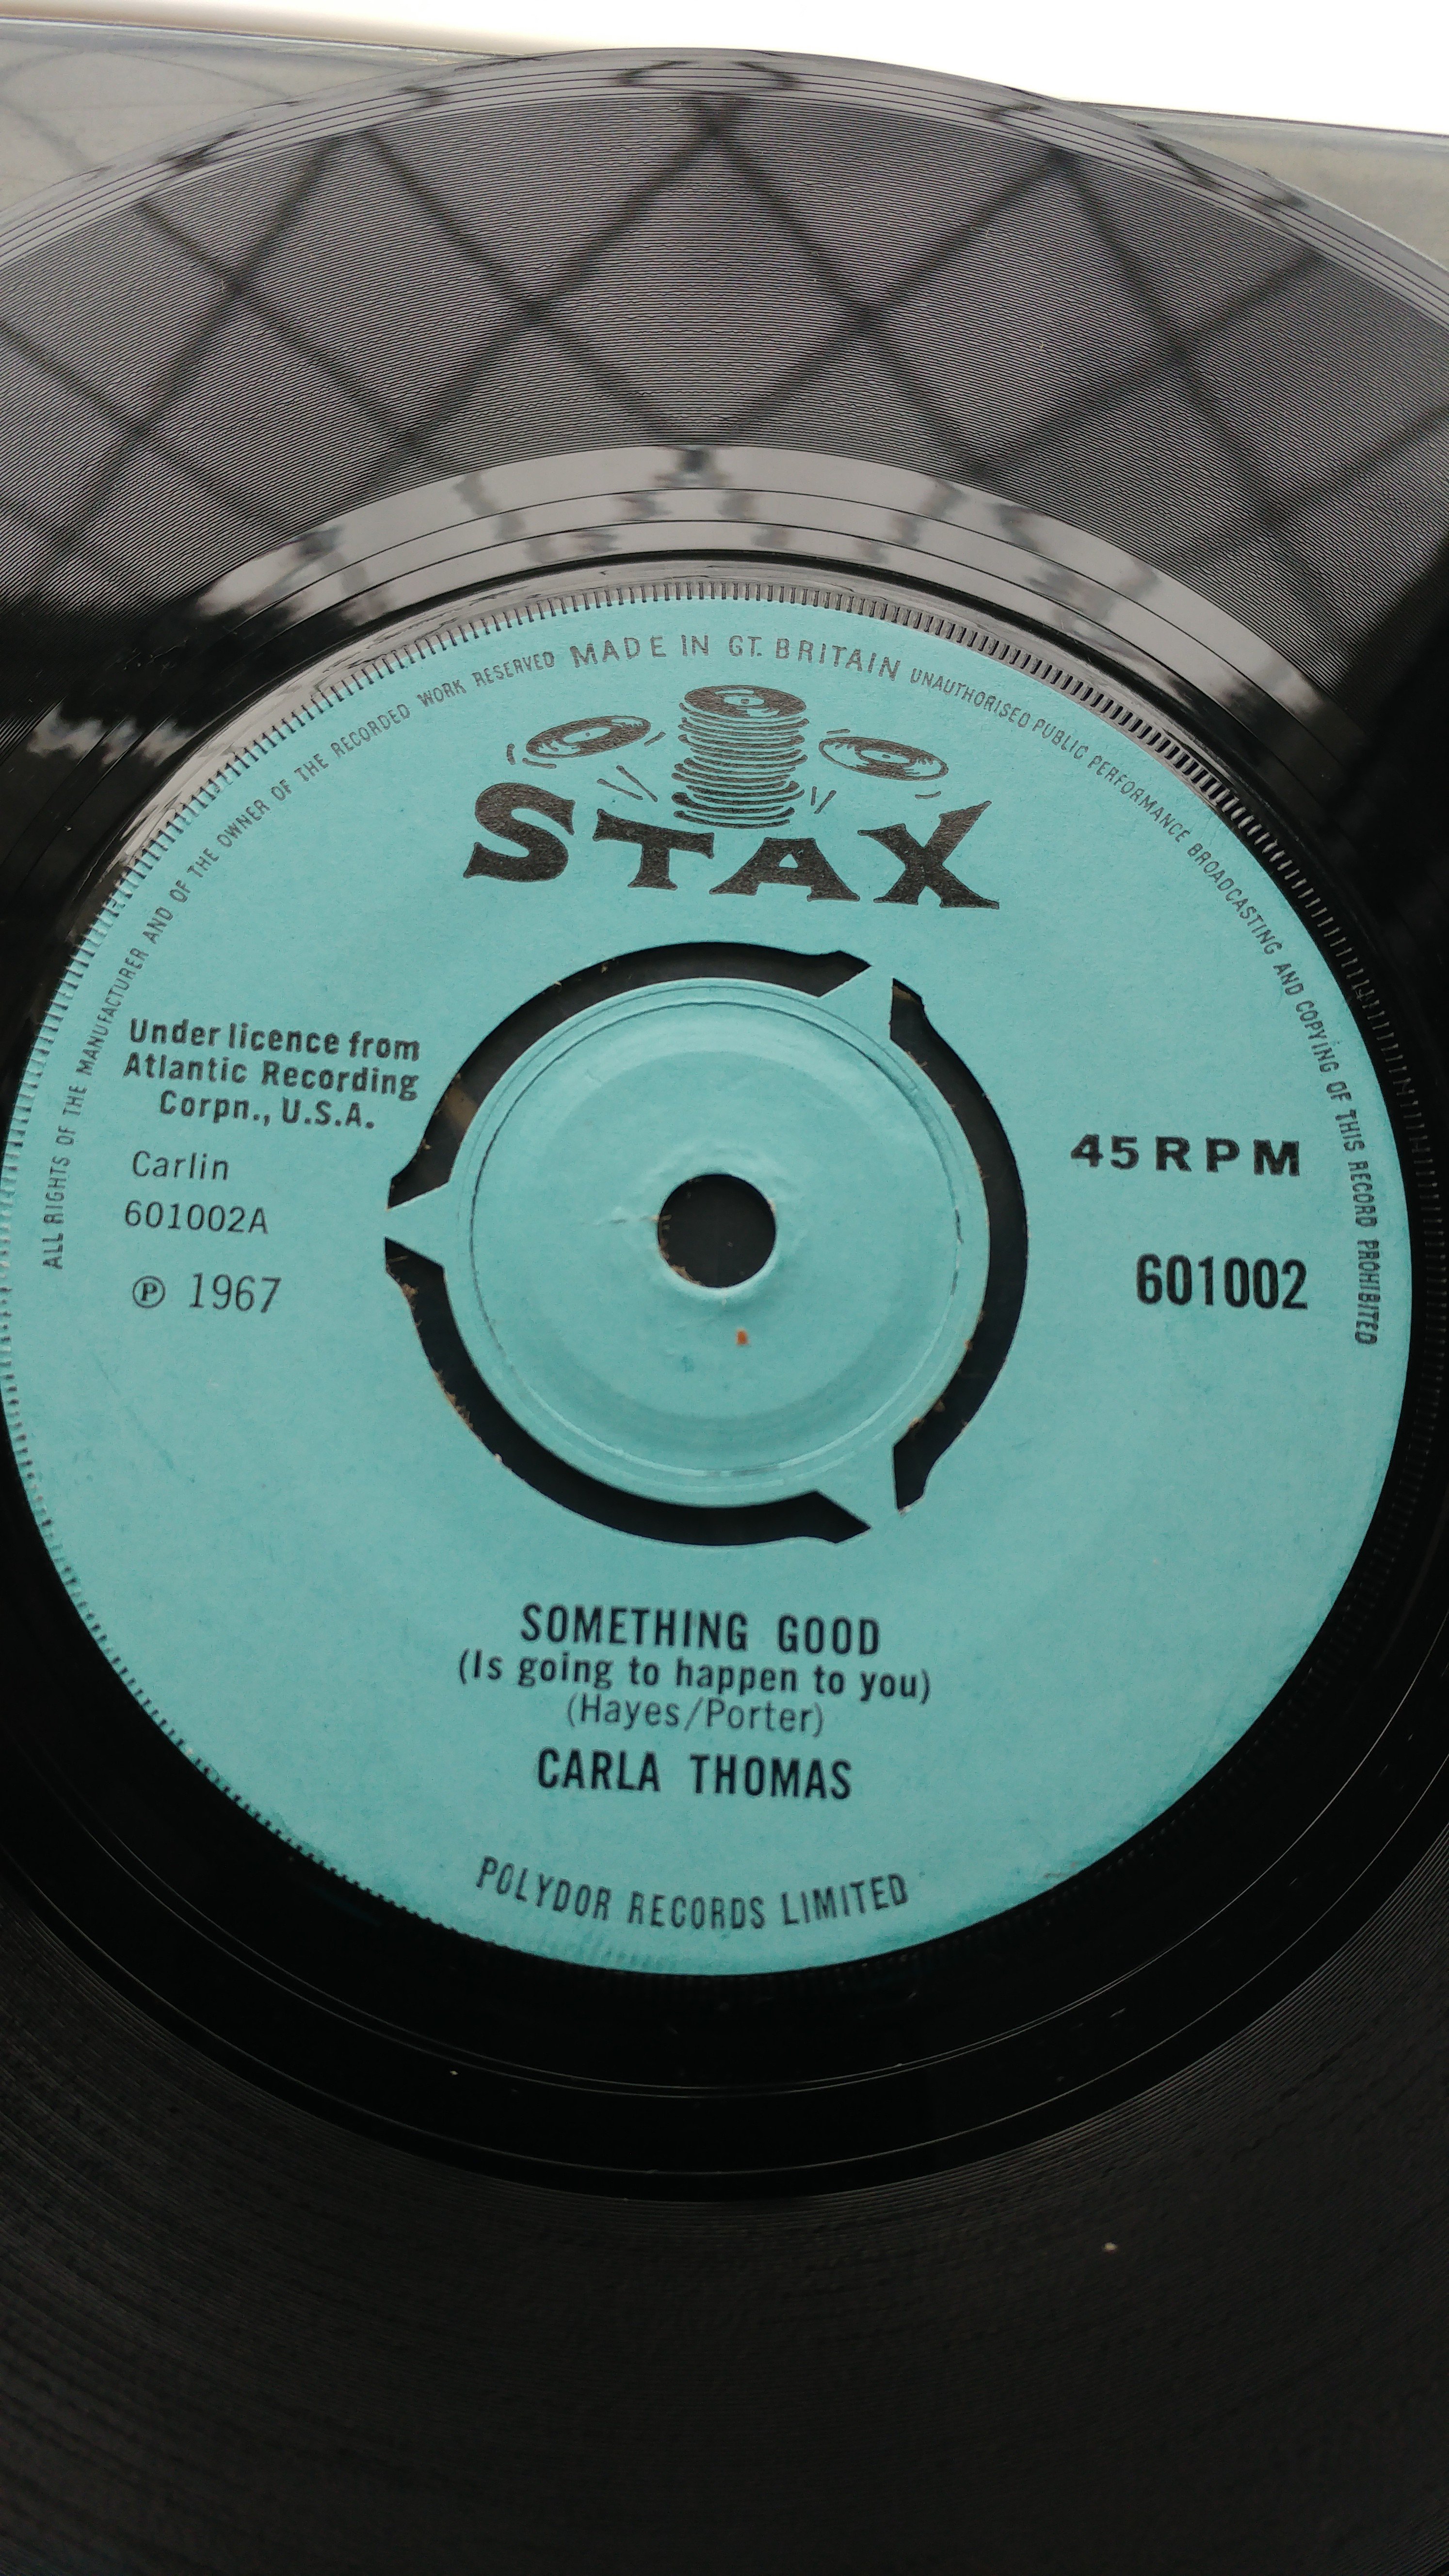 ALL RIGHTS OF THE MANUFACTURER AND OF THE OWNER OF THE RECORDED WORK RESERVED MADE IN GT. BRITAIN UNAUTHORISED PUBLIC PERFORMANCE BROADCASTING AND COPYING OF THIS RECORD PROHIBITED
STAX
Under licence from
Atlantic Recording
Corpn., U.S.A.
Carlin
601002A
℗ 1967
45 RPM
601002
SOMETHING GOOD
(Is going to happen to you)
(Hayes/Porter)
CARLA THOMAS
POLYDOR RECORDS LIMITED